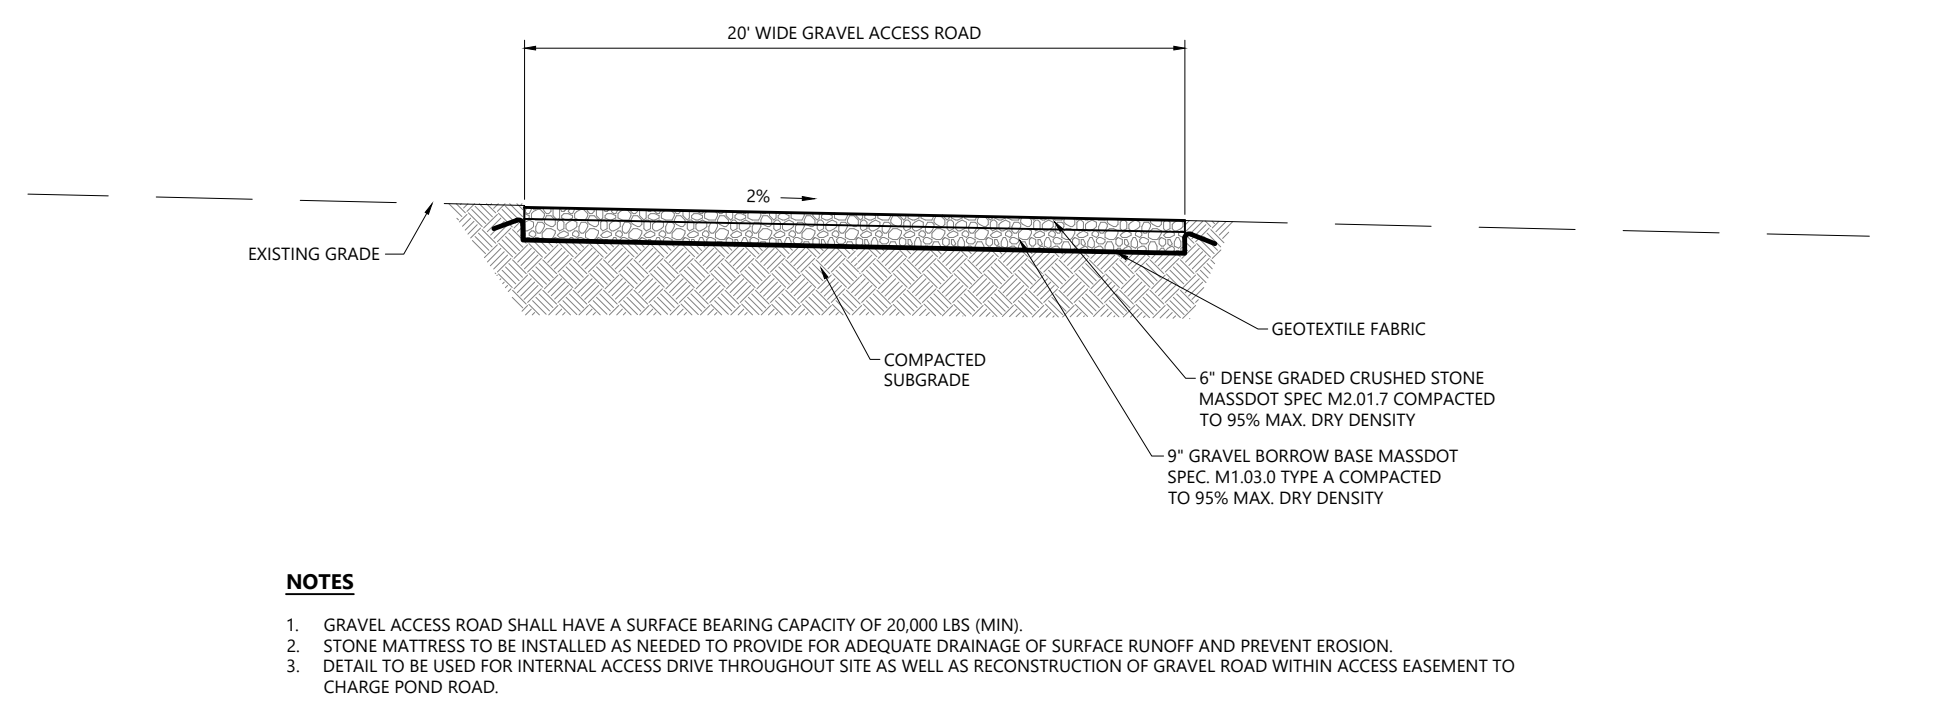 20' WIDE GRAVEL ACCESS ROAD
2%
EXISTING GRADE
GEOTEXTILE FABRIC
COMPACTED
SUBGRADE
6" DENSE GRADED CRUSHED STONE
MASSDOT SPEC M2.01.7 COMPACTED
TO 95% MAX. DRY DENSITY
9" GRAVEL BORROW BASE MASSDOT
SPEC. M1.03.0 TYPE A COMPACTED
TO 95% MAX. DRY DENSITY
NOTES
1. GRAVEL ACCESS ROAD SHALL HAVE A SURFACE BEARING CAPACITY OF 20,000 LBS (MIN).
2. STONE MATTRESS TO BE INSTALLED AS NEEDED TO PROVIDE FOR ADEQUATE DRAINAGE OF SURFACE RUNOFF AND PREVENT EROSION.
3. DETAIL TO BE USED FOR INTERNAL ACCESS DRIVE THROUGHOUT SITE AS WELL AS RECONSTRUCTION OF GRAVEL ROAD WITHIN ACCESS EASEMENT TO
CHARGE POND ROAD.